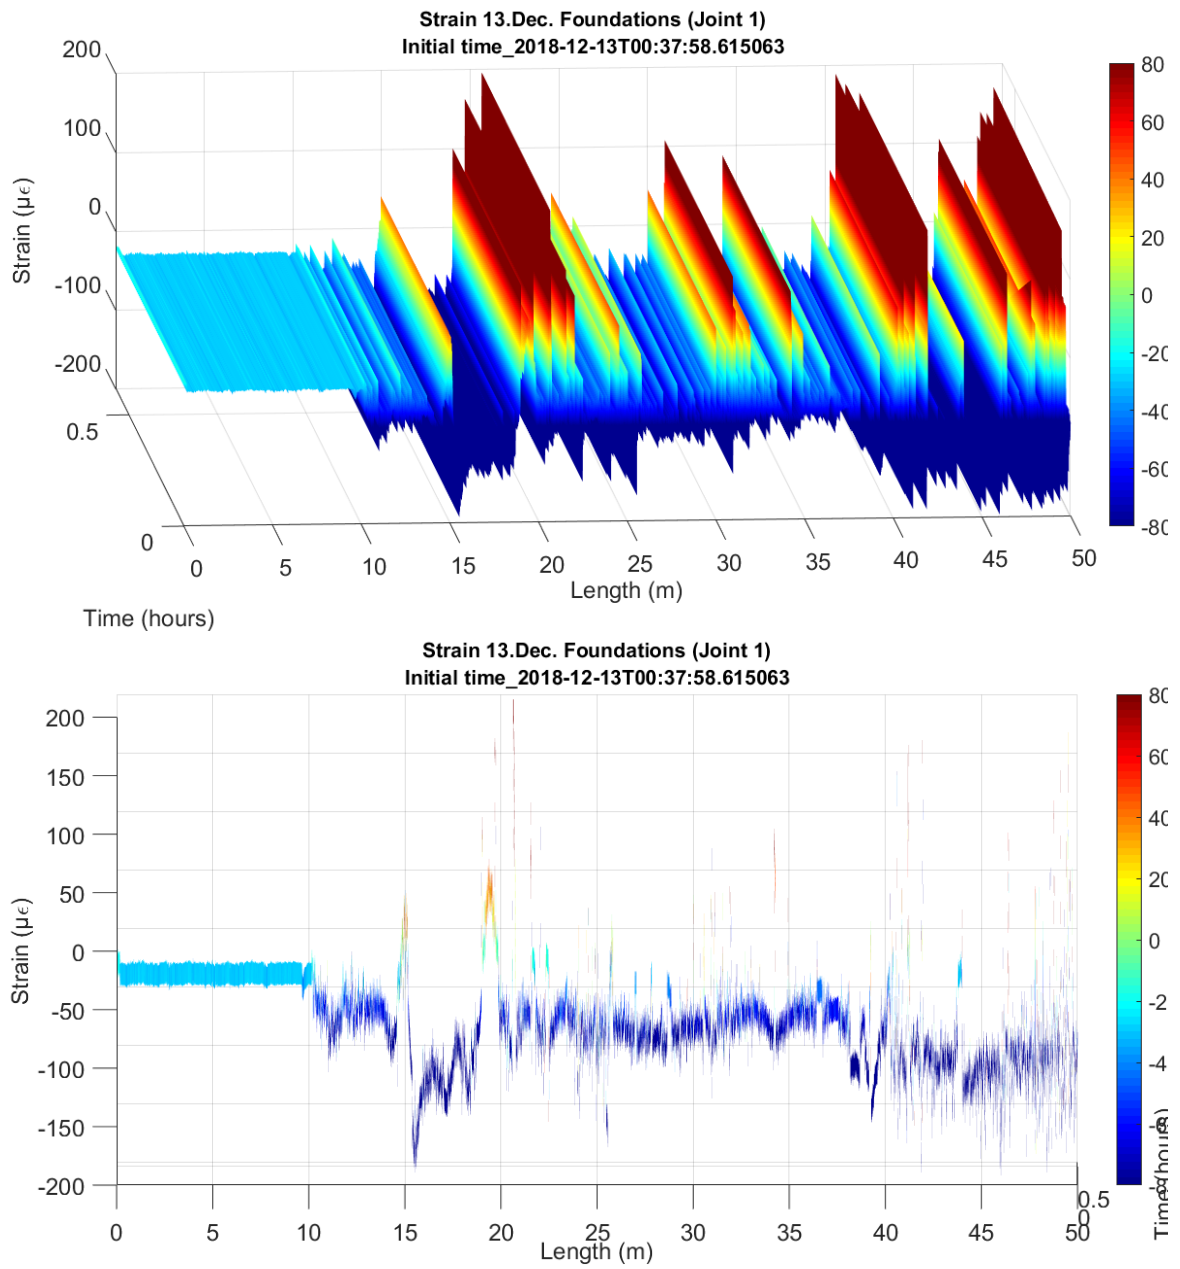 Strain 13.Dec. Foundations (Joint 1)
Initial time_2018-12-13T00:37:58.615063
200
100
0
-100
-200
Strain (με)
0.5
0
Time (hours)
0 5 10 15 20 25 30 35 40 45 50
Length (m)
80
60
40
20
0
-20
-40
-60
-80
Strain 13.Dec. Foundations (Joint 1)
Initial time_2018-12-13T00:37:58.615063
200
150
100
50
0
-50
-100
-150
-200
Strain (με)
0 5 10 15 20 25 30 35 40 45 50
Length (m)
0.5
0
Time (hours)
80
60
40
20
0
-2
-4